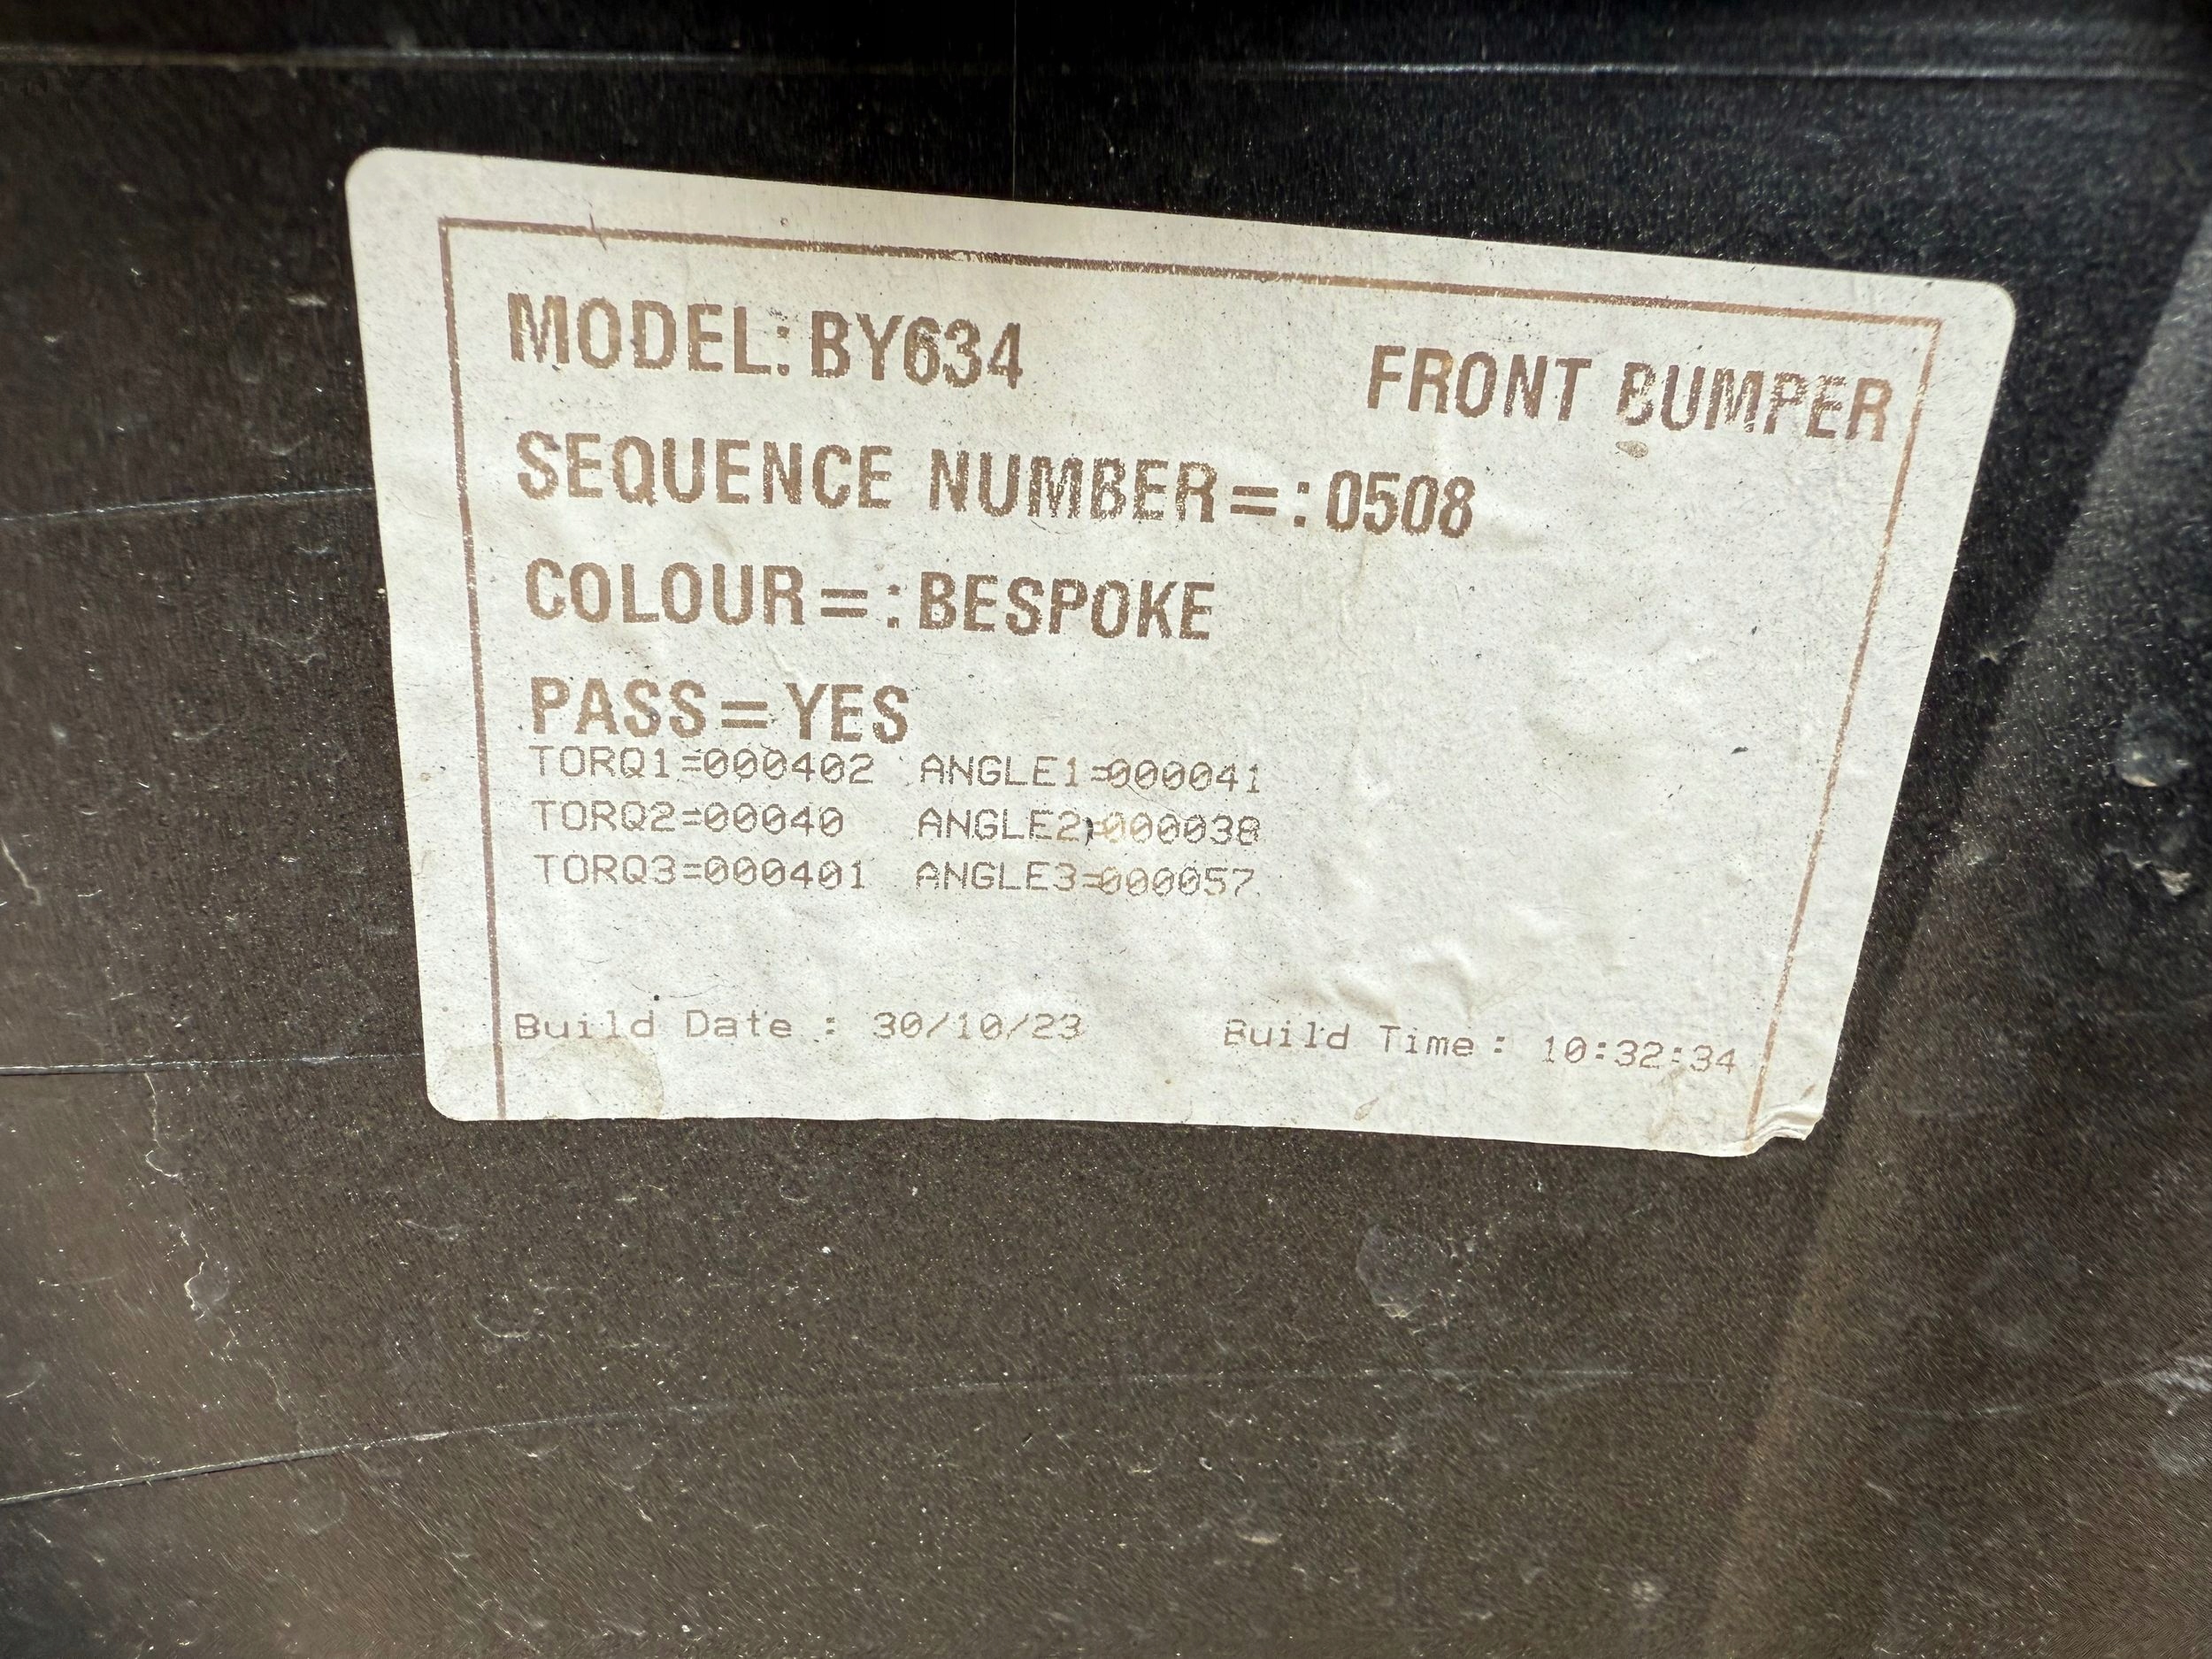 MODEL: BY634 FRONT BUMPER
SEQUENCE NUMBER=:0508
COLOUR=:BESPOKE
PASS=YES
TORQ1=000402 ANGLE1=000041
TORQ2=00040 ANGLE2=000038
TORQ3=000401 ANGLE3=000057
Build Date : 30/10/23 Build Time : 10:32:34